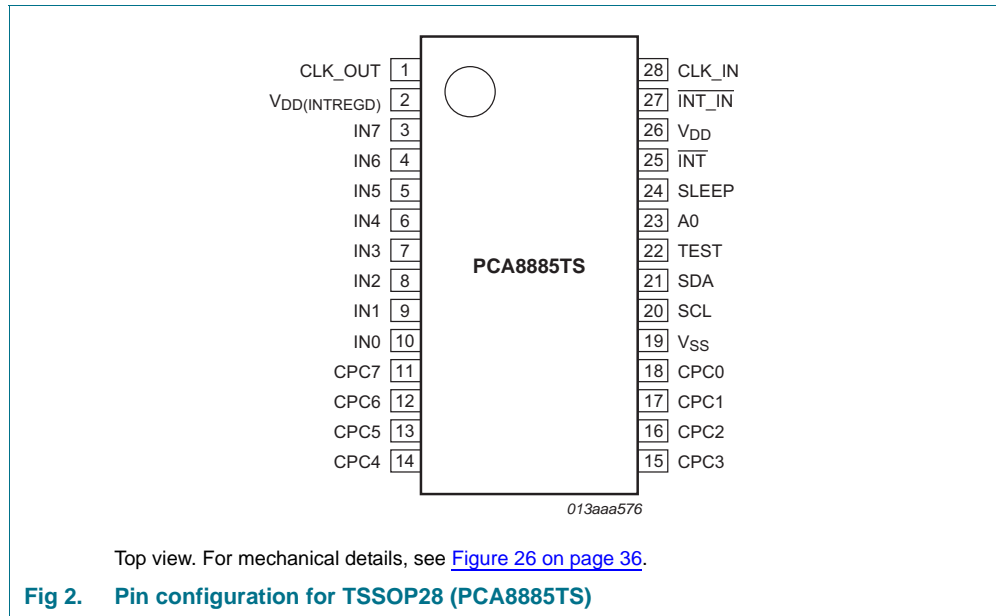 CLK_OUT 1
VDD(INTREGD) 2
IN7 3
IN6 4
IN5 5
IN4 6
IN3 7
IN2 8
IN1 9
IN0 10
CPC7 11
CPC6 12
CPC5 13
CPC4 14
PCA8885TS
28 CLK_IN
27 INT_IN
26 VDD
25 INT
24 SLEEP
23 A0
22 TEST
21 SDA
20 SCL
19 VSS
18 CPC0
17 CPC1
16 CPC2
15 CPC3
013aaa576
Top view. For mechanical details, see Figure 26 on page 36.
Fig 2. Pin configuration for TSSOP28 (PCA8885TS)